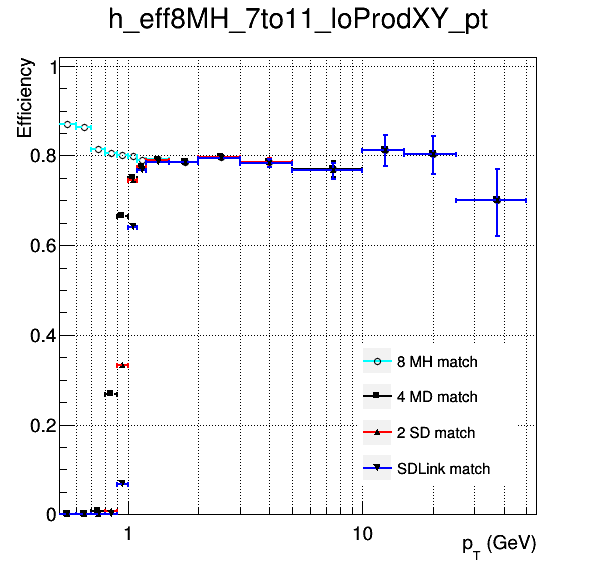 h_eff8MH_7to11_loProdXY_pt
Efficiency
1
0.8
0.6
0.4
0.2
0
8 MH match
4 MD match
2 SD match
SDLink match
1
10
p_T (GeV)